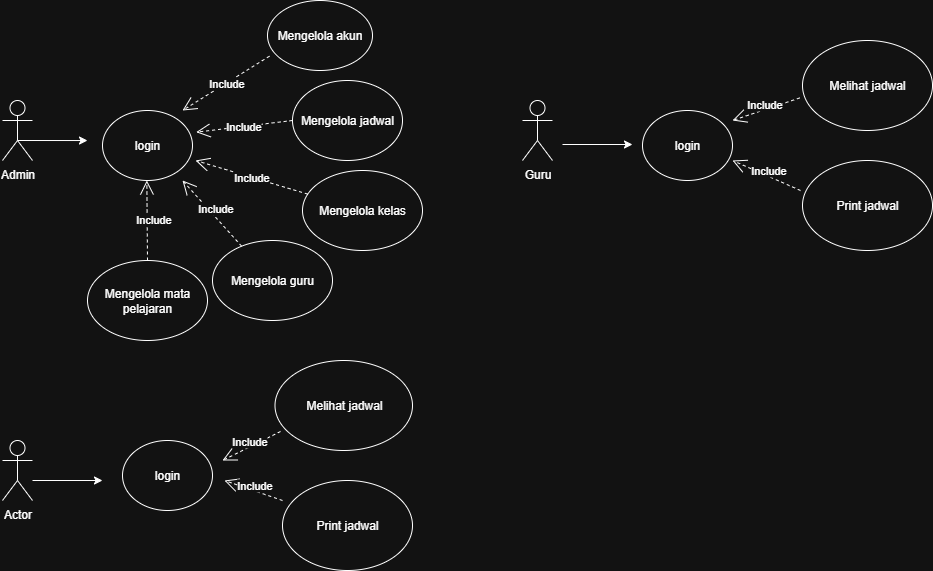 Mengelola akun
Include
Mengelola jadwal
Include
login
Admin
Include
Mengelola kelas
Include
Include
Mengelola guru
Mengelola mata
pelajaran
Melihat jadwal
Include
login
Guru
Include
Print jadwal
Melihat jadwal
Include
login
Include
Actor
Print jadwal